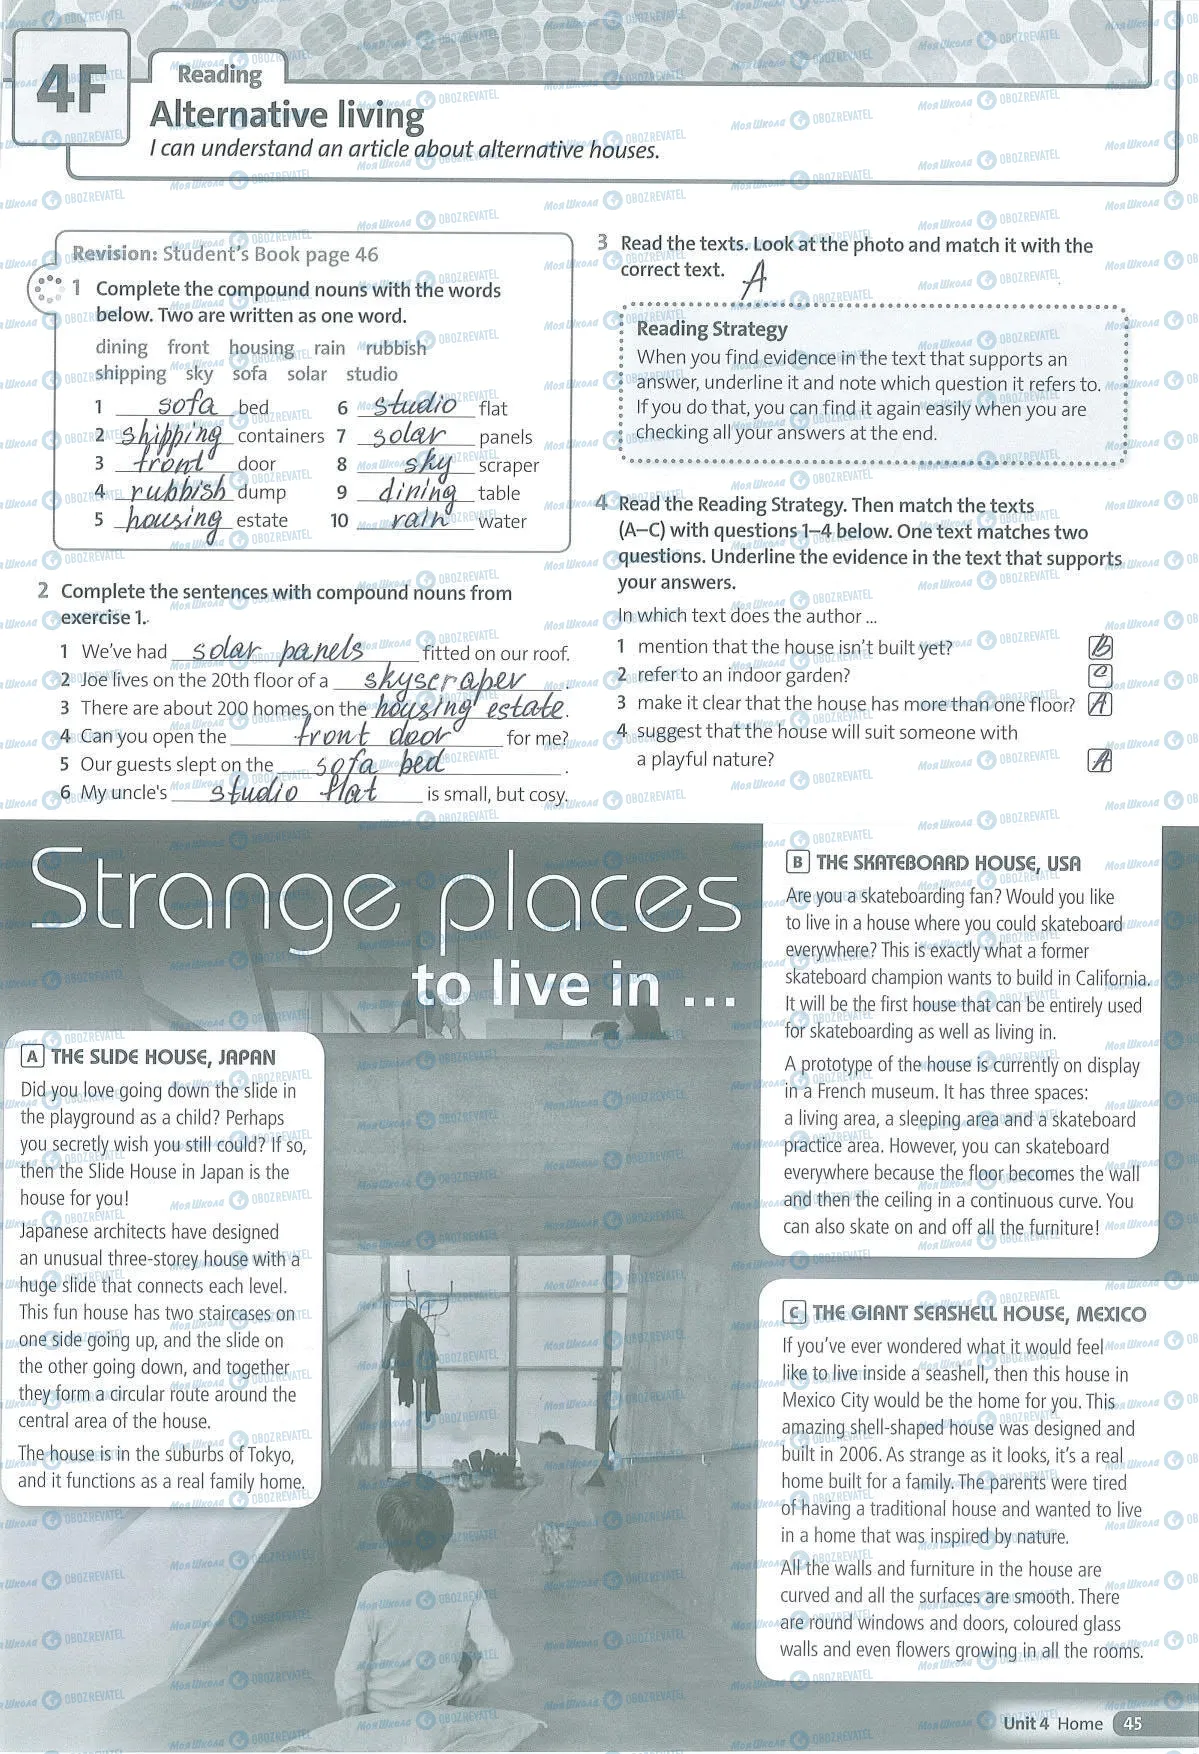 4F
Reading
Alternative living
I can understand an article about alternative houses.
Revision: Student's Book page 46
1 Complete the compound nouns with the words
below. Two are written as one word.
dining front housing rain rubbish
shipping sky sofa solar studio
1 sofa bed
2 shipping containers
3 front door
4 rubbish dump
5 housing estate
6 studio flat
7 solar panels
8 sky scraper
9 dining table
10 rain water
2 Complete the sentences with compound nouns from
exercise 1.
1 We've had solar panels fitted on our roof.
2 Joe lives on the 20th floor of a skyscraper.
3 There are about 200 homes on the housing estate.
4 Can you open the front door for me?
5 Our guests slept on the sofa bed.
6 My uncle's studio flat is small, but cosy.
3 Read the texts. Look at the photo and match it with the
correct text. A
Reading Strategy
When you find evidence in the text that supports an
answer, underline it and note which question it refers to.
If you do that, you can find it again easily when you are
checking all your answers at the end.
4 Read the Reading Strategy. Then match the texts
(A–C) with questions 1–4 below. One text matches two
questions. Underline the evidence in the text that supports
your answers.
In which text does the author ...
1 mention that the house isn't built yet? B
2 refer to an indoor garden? C
3 make it clear that the house has more than one floor? A
4 suggest that the house will suit someone with
a playful nature? A
Strange places
to live in ...
A THE SLIDE HOUSE, JAPAN
Did you love going down the slide in
the playground as a child? Perhaps
you secretly wish you still could? If so,
then the Slide House in Japan is the
house for you!
Japanese architects have designed
an unusual three-storey house with a
huge slide that connects each level.
This fun house has two staircases on
one side going up, and the slide on
the other going down, and together
they form a circular route around the
central area of the house.
The house is in the suburbs of Tokyo,
and it functions as a real family home.
B THE SKATEBOARD HOUSE, USA
Are you a skateboarding fan? Would you like
to live in a house where you could skateboard
everywhere? This is exactly what a former
skateboard champion wants to build in California.
It will be the first house that can be entirely used
for skateboarding as well as living in.
A prototype of the house is currently on display
in a French museum. It has three spaces:
a living area, a sleeping area and a skateboard
practice area. However, you can skateboard
everywhere because the floor becomes the wall
and then the ceiling in a continuous curve. You
can also skate on and off all the furniture!
C THE GIANT SEASHELL HOUSE, MEXICO
If you've ever wondered what it would feel
like to live inside a seashell, then this house in
Mexico City would be the home for you. This
amazing shell-shaped house was designed and
built in 2006. As strange as it looks, it's a real
home built for a family. The parents were tired
of having a traditional house and wanted to live
in a home that was inspired by nature.
All the walls and furniture in the house are
curved and all the surfaces are smooth. There
are round windows and doors, coloured glass
walls and even flowers growing in all the rooms.
Unit 4 Home 45
МояШкола OBOZREVATEL